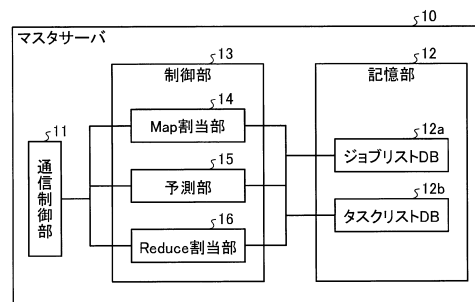 10
マスタサーバ
13
制御部
12
記憶部
14
Map割当部
11
通信制御部
12a
ジョブリストDB
15
予測部
12b
タスクリストDB
16
Reduce割当部